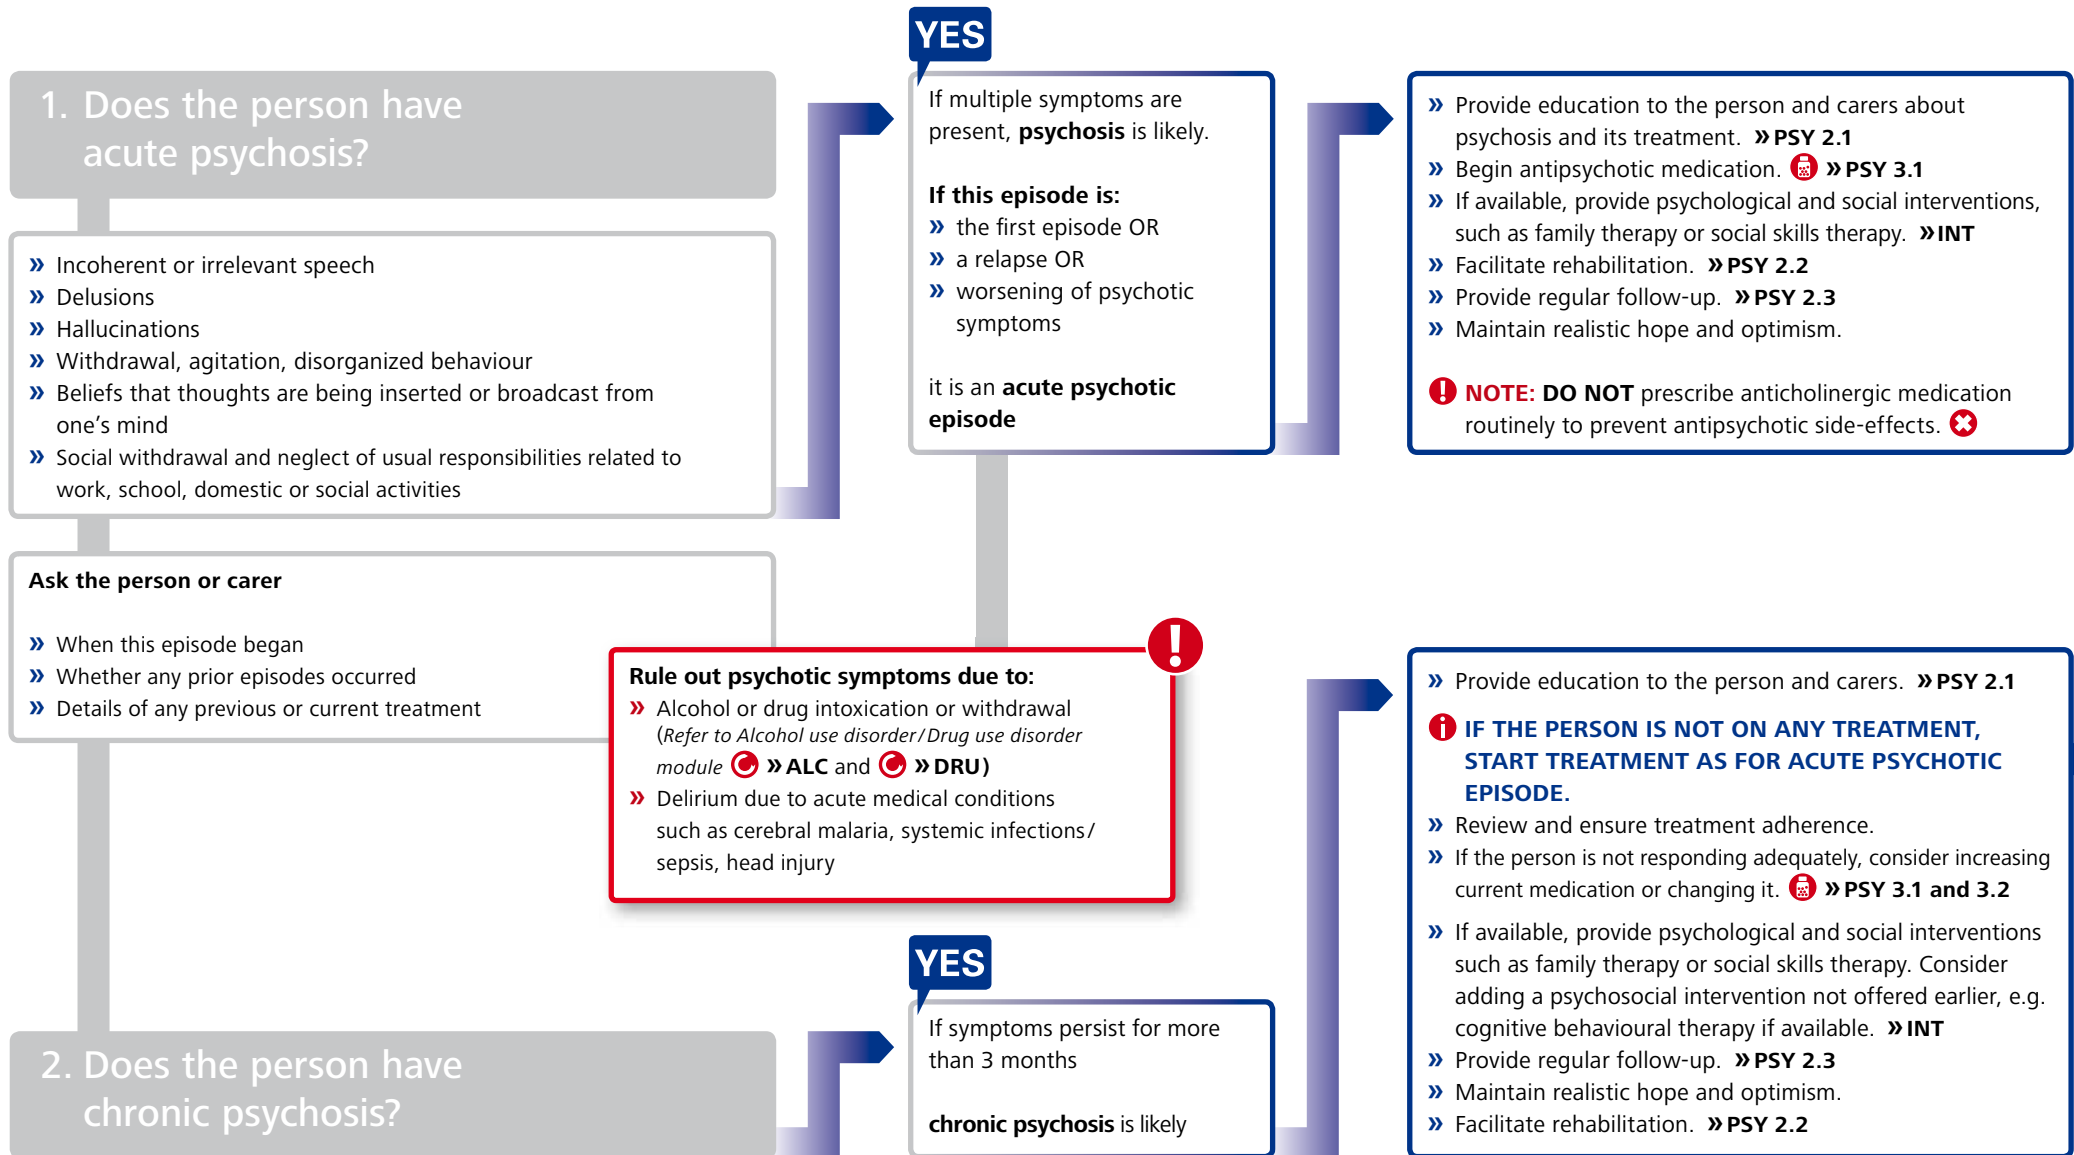 1. Does the person have
acute psychosis?
» Incoherent or irrelevant speech
» Delusions
» Hallucinations
» Withdrawal, agitation, disorganized behaviour
» Beliefs that thoughts are being inserted or broadcast from
one’s mind
» Social withdrawal and neglect of usual responsibilities related to
work, school, domestic or social activities
Ask the person or carer
» When this episode began
» Whether any prior episodes occurred
» Details of any previous or current treatment
YES
If multiple symptoms are
present, psychosis is likely.
If this episode is:
» the first episode OR
» a relapse OR
» worsening of psychotic
symptoms
it is an acute psychotic
episode
» Provide education to the person and carers about
psychosis and its treatment. » PSY 2.1
» Begin antipsychotic medication. » PSY 3.1
» If available, provide psychological and social interventions,
such as family therapy or social skills therapy. » INT
» Facilitate rehabilitation. » PSY 2.2
» Provide regular follow-up. » PSY 2.3
» Maintain realistic hope and optimism.
! NOTE: DO NOT prescribe anticholinergic medication
routinely to prevent antipsychotic side-effects.
!
Rule out psychotic symptoms due to:
» Alcohol or drug intoxication or withdrawal
(Refer to Alcohol use disorder/Drug use disorder
module » ALC and » DRU)
» Delirium due to acute medical conditions
such as cerebral malaria, systemic infections/
sepsis, head injury
2. Does the person have
chronic psychosis?
YES
If symptoms persist for more
than 3 months
chronic psychosis is likely
» Provide education to the person and carers. » PSY 2.1
i IF THE PERSON IS NOT ON ANY TREATMENT,
START TREATMENT AS FOR ACUTE PSYCHOTIC
EPISODE.
» Review and ensure treatment adherence.
» If the person is not responding adequately, consider increasing
current medication or changing it. » PSY 3.1 and 3.2
» If available, provide psychological and social interventions
such as family therapy or social skills therapy. Consider
adding a psychosocial intervention not offered earlier, e.g.
cognitive behavioural therapy if available. » INT
» Provide regular follow-up. » PSY 2.3
» Maintain realistic hope and optimism.
» Facilitate rehabilitation. » PSY 2.2